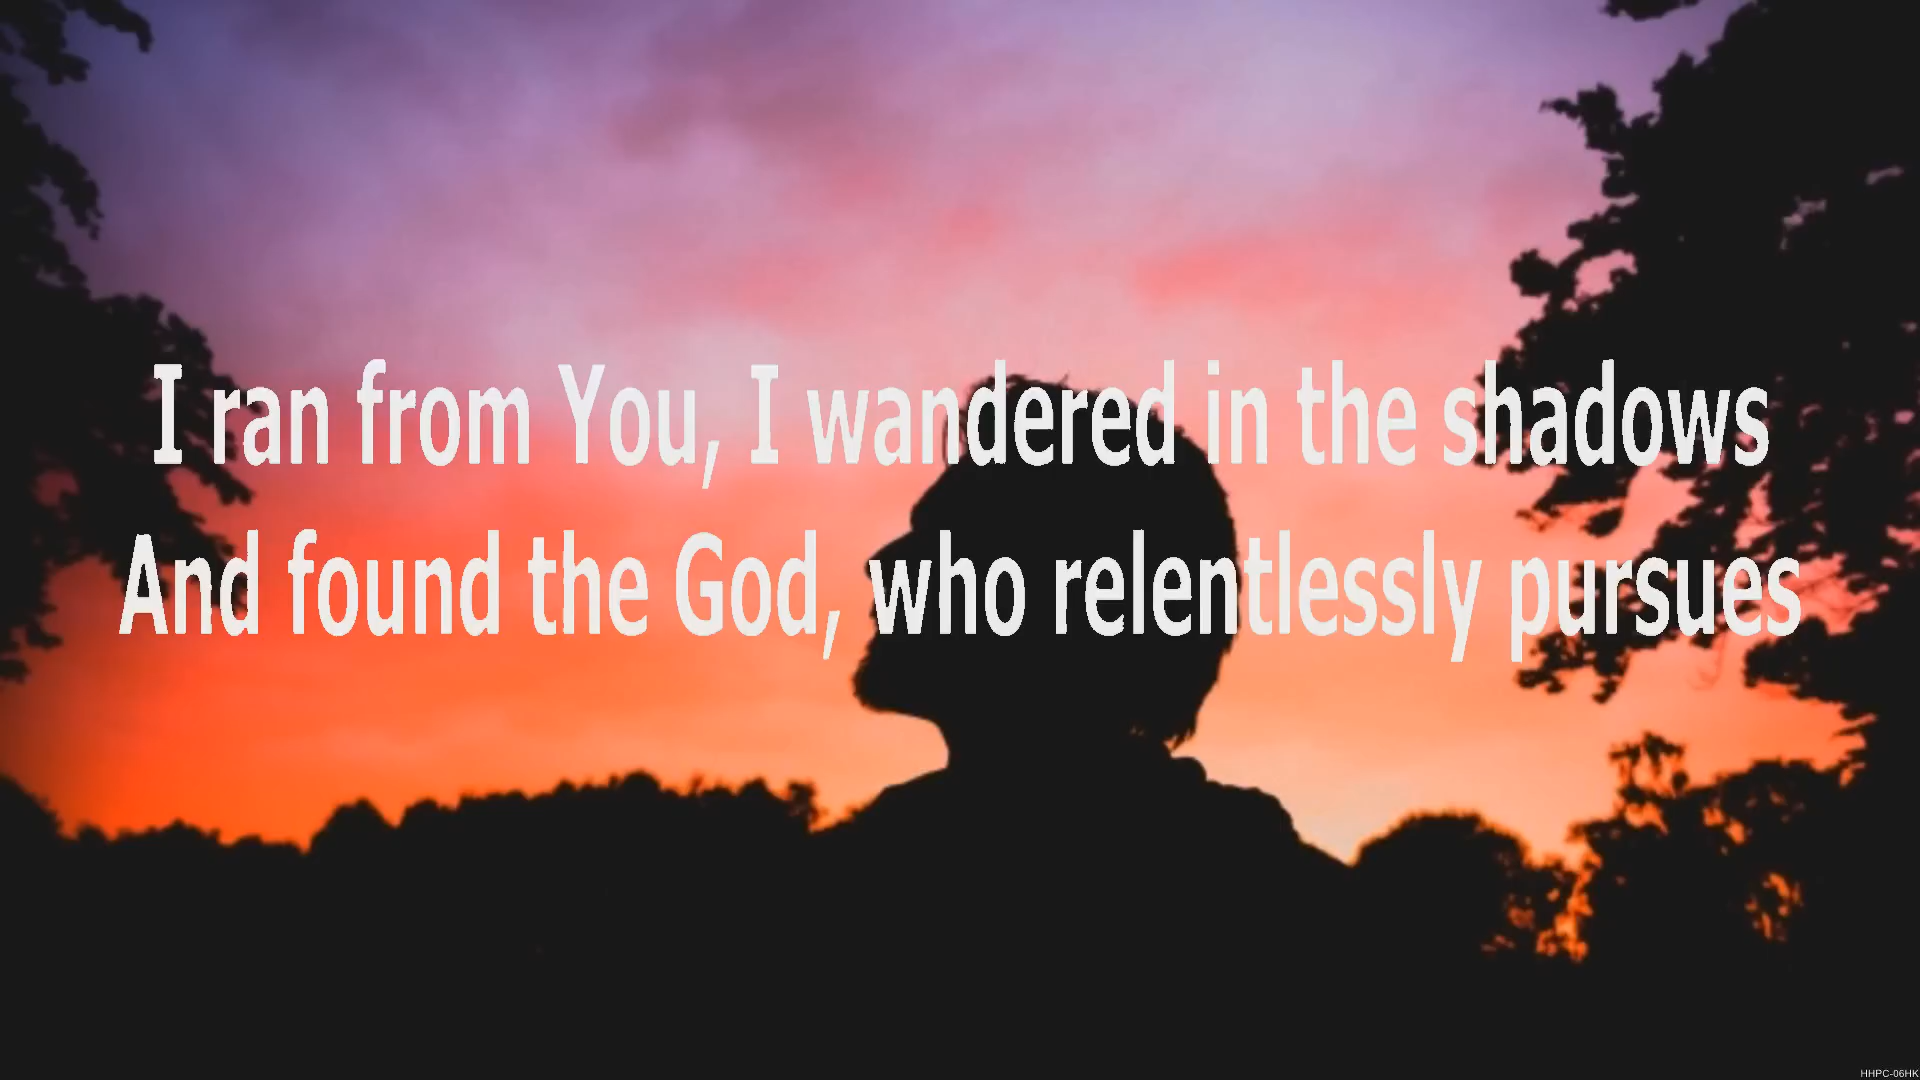 I ran from You, I wandered in the shadows
And found the God, who relentlessly pursues
HHPC-06HK